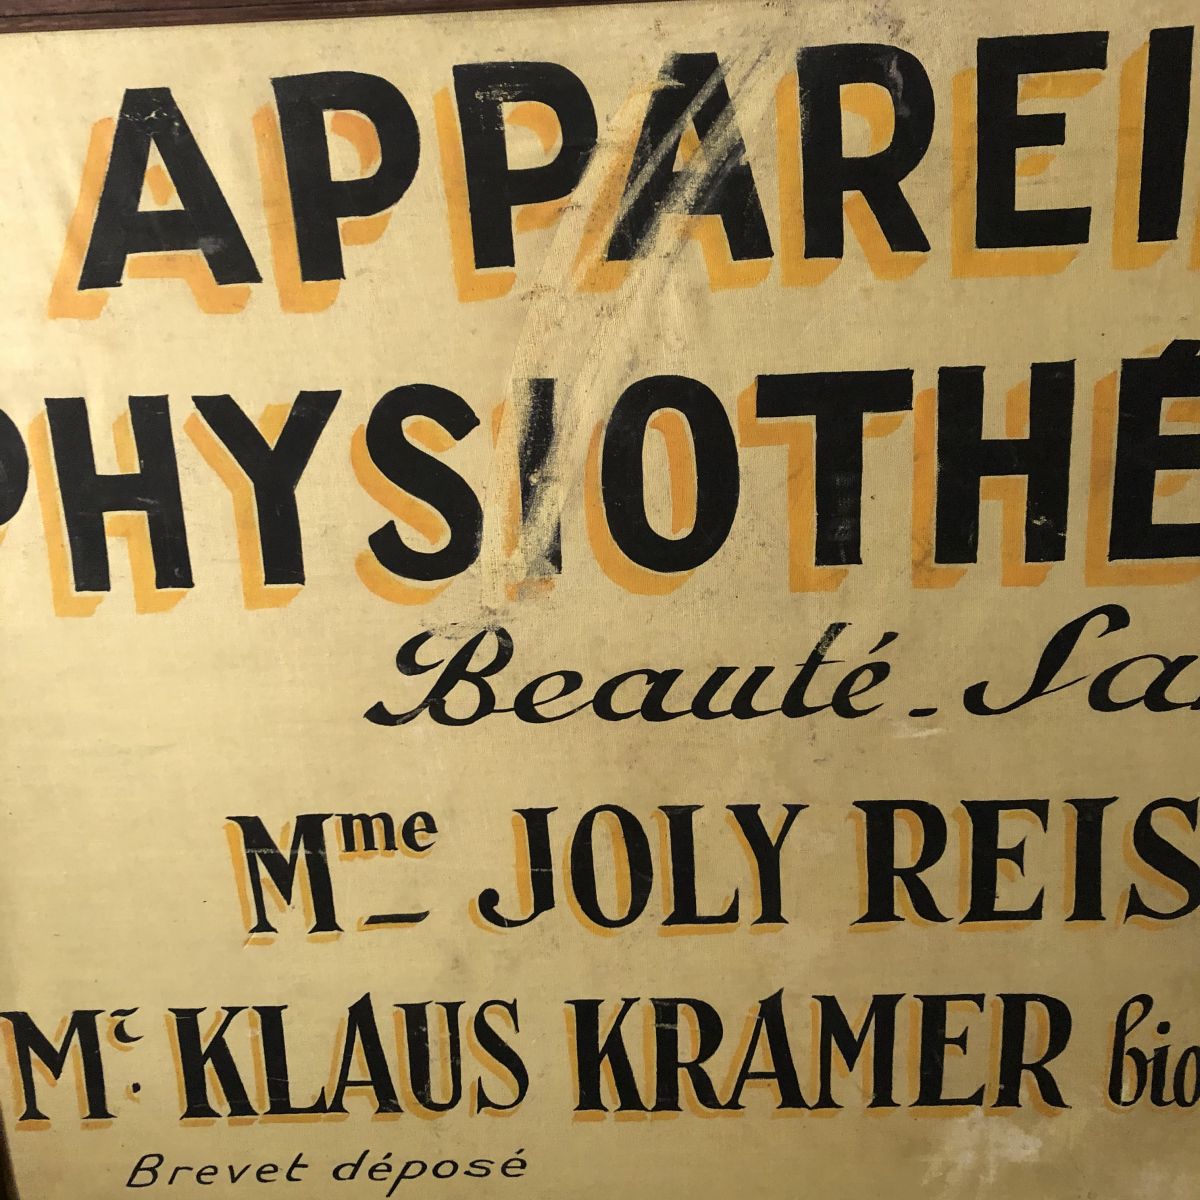 APPAREI
PHYSIOTHÉ
Beauté - Sa
Mme JOLY REIS
Mr. KLAUS KRAMER bio
Brevet déposé